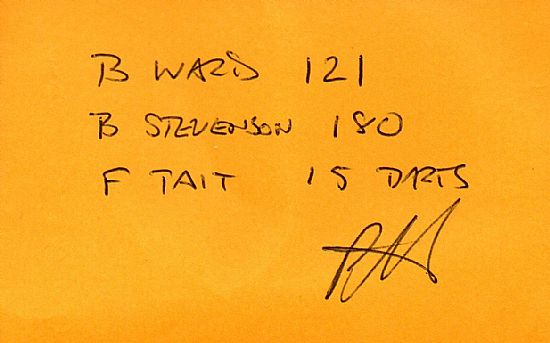 B WARD 121
B STEVENSON 180
F TAIT 15 DARTS